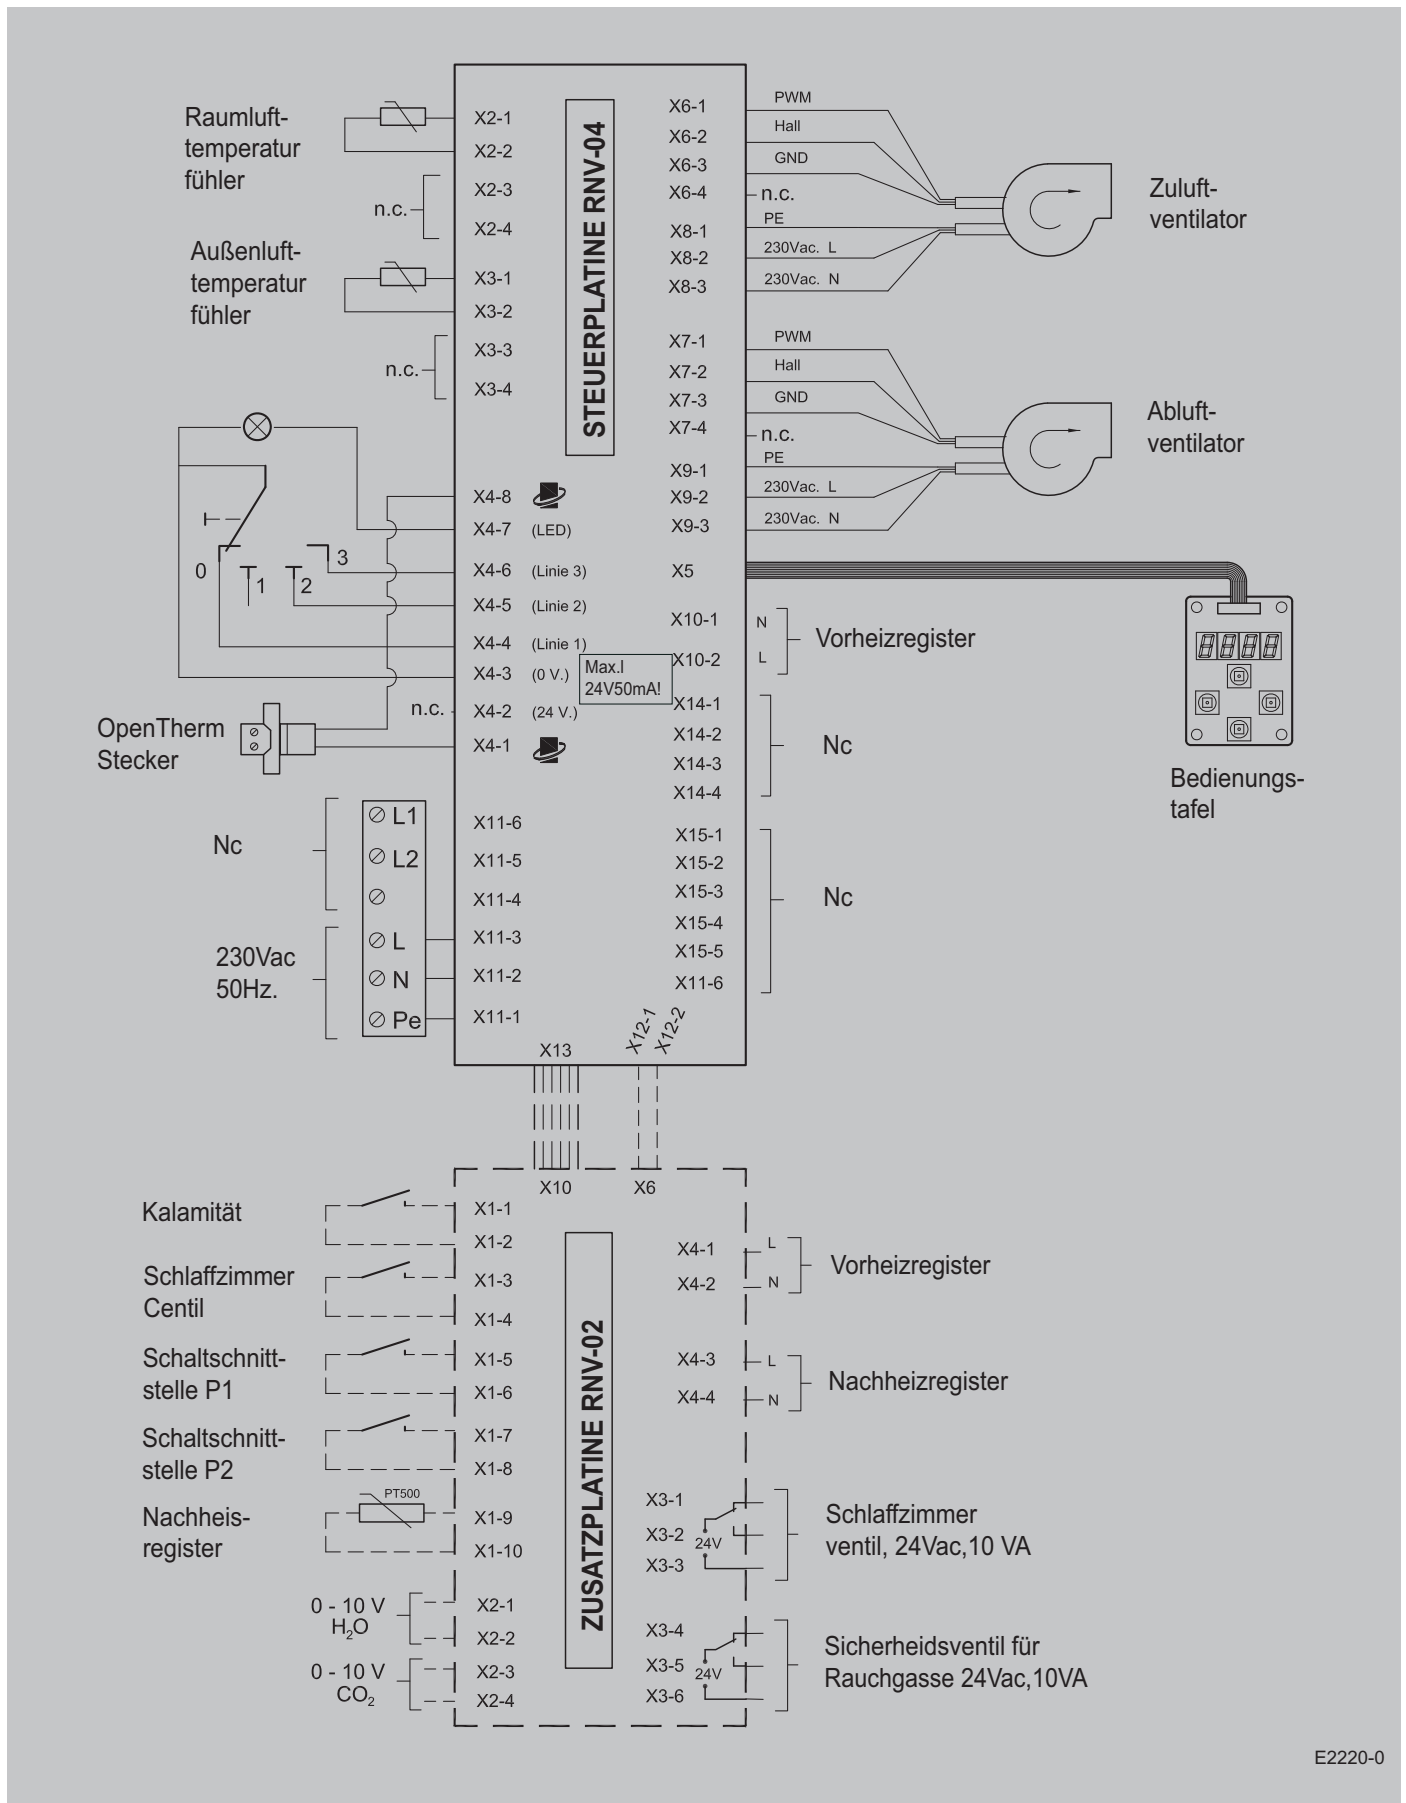 Raumluft-
temperatur
fühler
n.c.
Außenluft-
temperatur
fühler
n.c.
0
1
2
3
OpenTherm
Stecker
n.c.
Nc
230Vac
50Hz.
L1
L2
L
N
Pe
X2-1
X2-2
X2-3
X2-4
X3-1
X3-2
X3-3
X3-4
X4-8
X4-7 (LED)
X4-6 (Linie 3)
X4-5 (Linie 2)
X4-4 (Linie 1)
X4-3 (0 V.)
X4-2 (24 V.)
X4-1
Max.I
24V50mA!
X11-6
X11-5
X11-4
X11-3
X11-2
X11-1
X13
X12-1
X12-2
STEUERPLATINE RNV-04
X6-1 PWM
X6-2 Hall
X6-3 GND
X6-4 n.c.
X8-1 PE
X8-2 230Vac. L
X8-3 230Vac. N
Zuluft-
ventilator
X7-1 PWM
X7-2 Hall
X7-3 GND
X7-4 n.c.
X9-1 PE
X9-2 230Vac. L
X9-3 230Vac. N
Abluft-
ventilator
X5
8888
Bedienungs-
tafel
X10-1 N
X10-2 L
Vorheizregister
X14-1
X14-2
X14-3
X14-4
Nc
X15-1
X15-2
X15-3
X15-4
X15-5
X11-6
Nc
X10
X6
Kalamität
Schlaffzimmer
Centil
Schaltschnitt-
stelle P1
Schaltschnitt-
stelle P2
Nachheis-
register
PT500
0 - 10 V
H₂O
0 - 10 V
CO₂
X1-1
X1-2
X1-3
X1-4
X1-5
X1-6
X1-7
X1-8
X1-9
X1-10
X2-1
X2-2
X2-3
X2-4
ZUSATZPLATINE RNV-02
X4-1 L
X4-2 N
Vorheizregister
X4-3 L
X4-4 N
Nachheizregister
X3-1
X3-2
X3-3
24V
Schlaffzimmer
ventil, 24Vac,10 VA
X3-4
X3-5
X3-6
24V
Sicherheidsventil für
Rauchgasse 24Vac,10VA
E2220-0